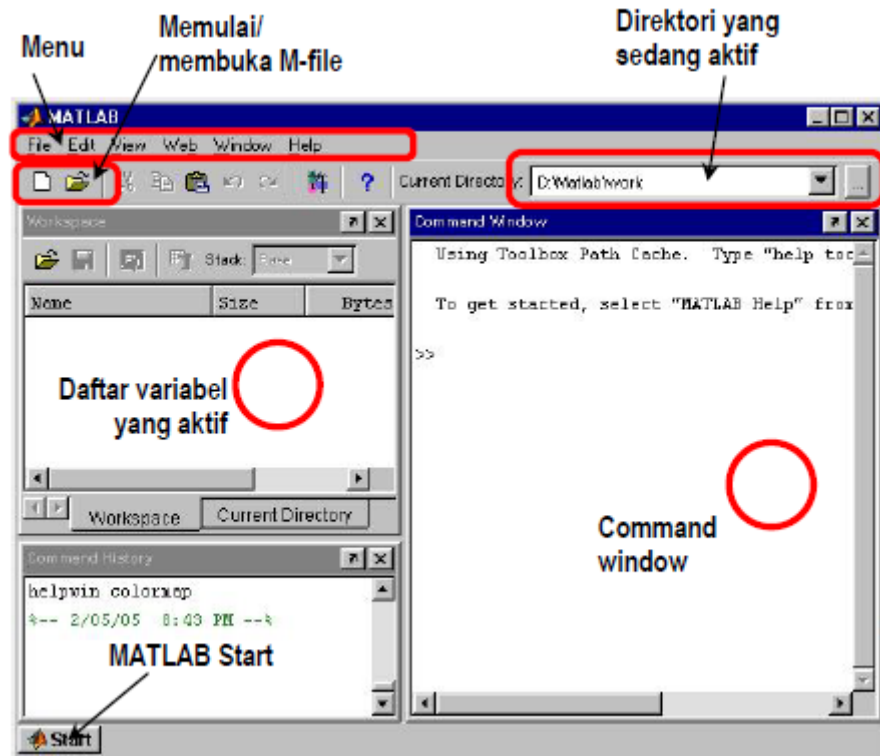 Menu
Memulai/
membuka M-file
Direktori yang
sedang aktif
MATLAB
File Edit View Web Window Help
Current Directory: D:\Matlab\work ...
Workspace
Stack: Base
Name Size Bytes
Daftar variabel
yang aktif
Workspace Current Directory
Command History
helpwin colormap
%-- 2/05/05 8:43 PM --%
MATLAB Start
Start
Command Window
Using Toolbox Path Cache. Type "help toc
To get started, select "MATLAB Help" from
>>
Command
window